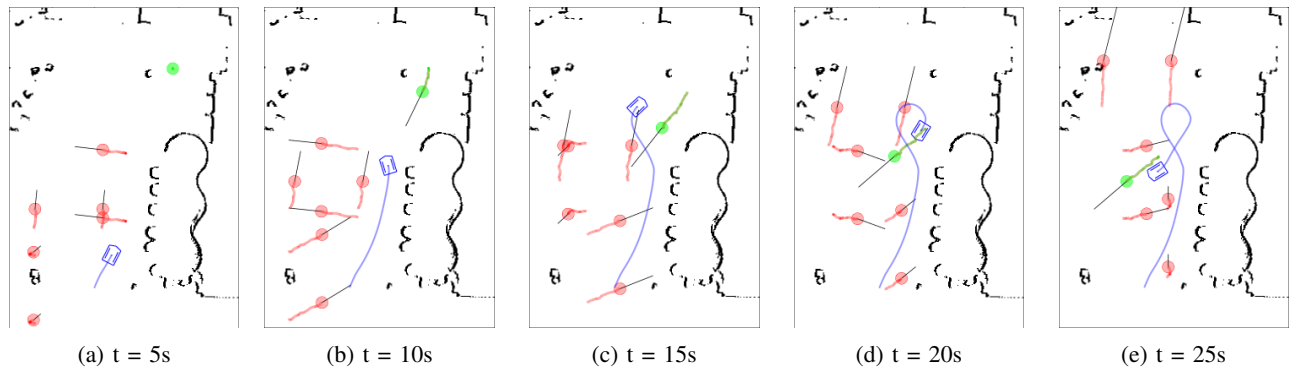 (a) t = 5s
(b) t = 10s
(c) t = 15s
(d) t = 20s
(e) t = 25s